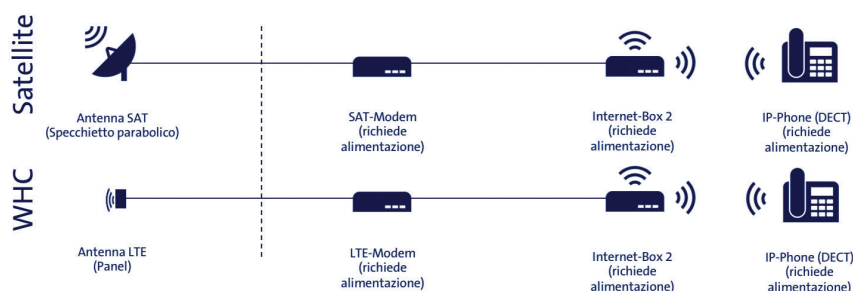 Satellite
Antenna SAT
(Specchietto parabolico)
SAT-Modem
(richiede
alimentazione)
Internet-Box 2
(richiede
alimentazione)
IP-Phone (DECT)
(richiede
alimentazione)
WHC
Antenna LTE
(Panel)
LTE-Modem
(richiede
alimentazione)
Internet-Box 2
(richiede
alimentazione)
IP-Phone (DECT)
(richiede
alimentazione)